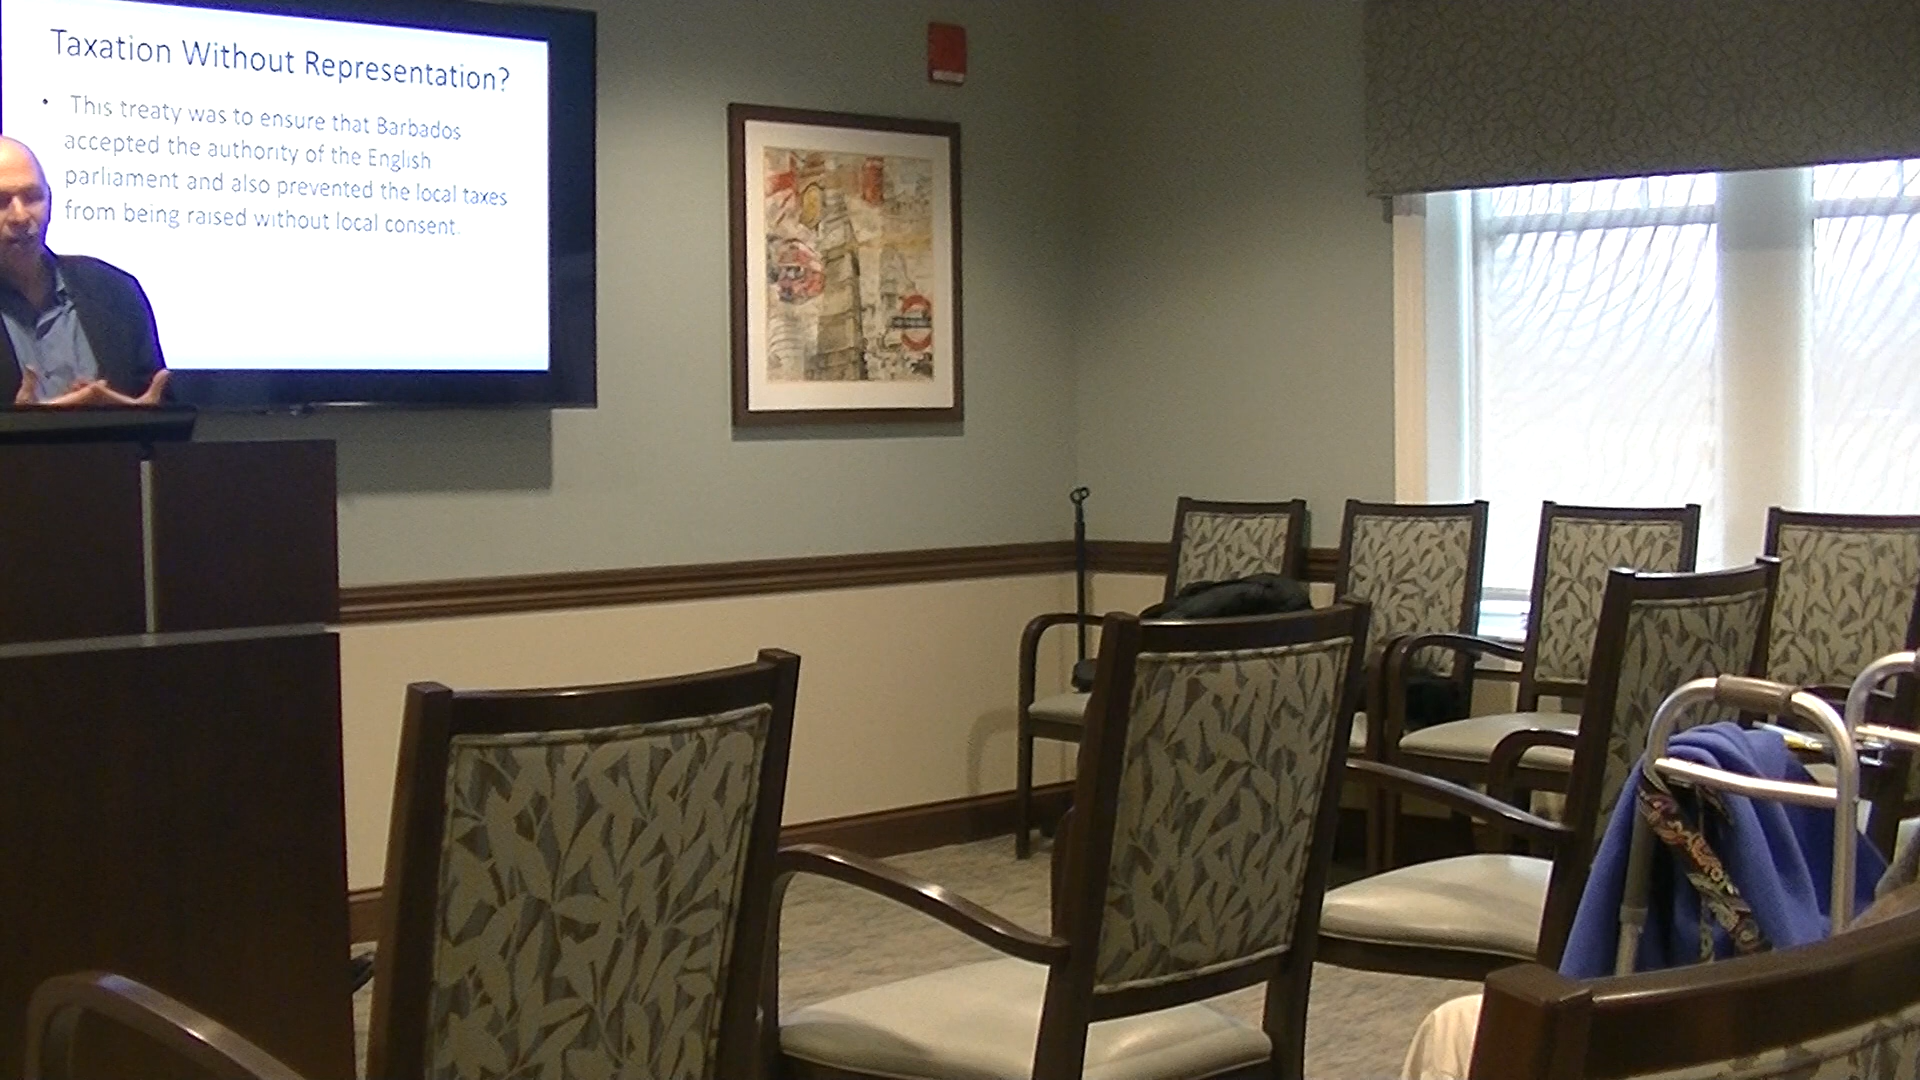 Taxation Without Representation?
• This treaty was to ensure that Barbados
accepted the authority of the English
parliament and also prevented the local taxes
from being raised without local consent.